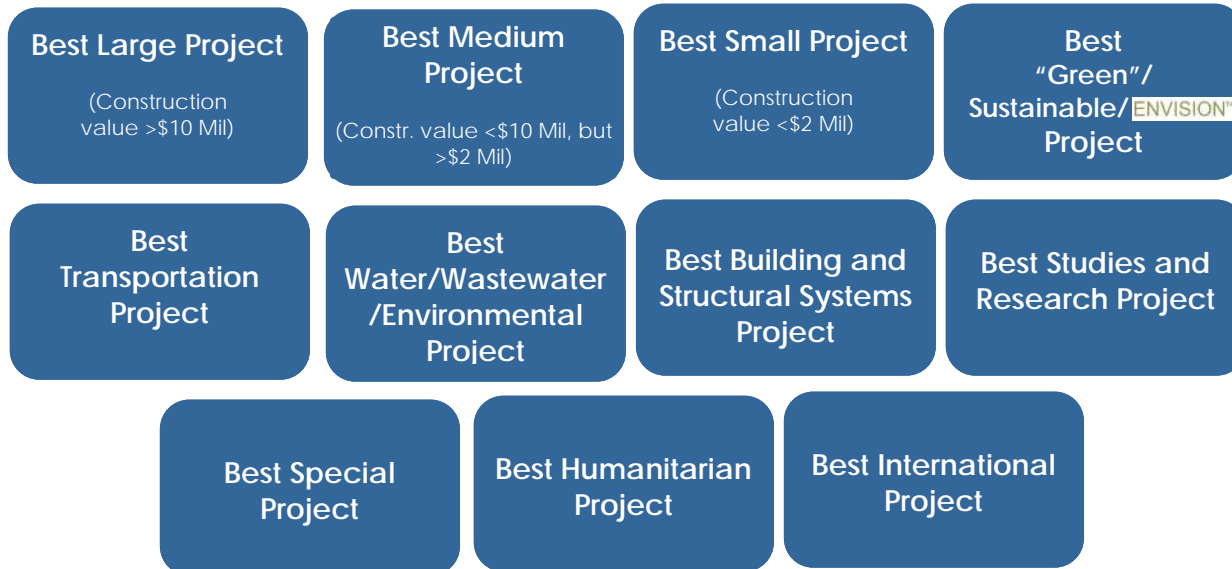 Best Large Project
(Construction
value >$10 Mil)
Best Medium
Project
(Constr. value <$10 Mil, but
>$2 Mil)
Best Small Project
(Construction
value <$2 Mil)
Best
“Green”/
Sustainable/ENVISION™
Project
Best
Transportation
Project
Best
Water/Wastewater
/Environmental
Project
Best Building and
Structural Systems
Project
Best Studies and
Research Project
Best Special
Project
Best Humanitarian
Project
Best International
Project